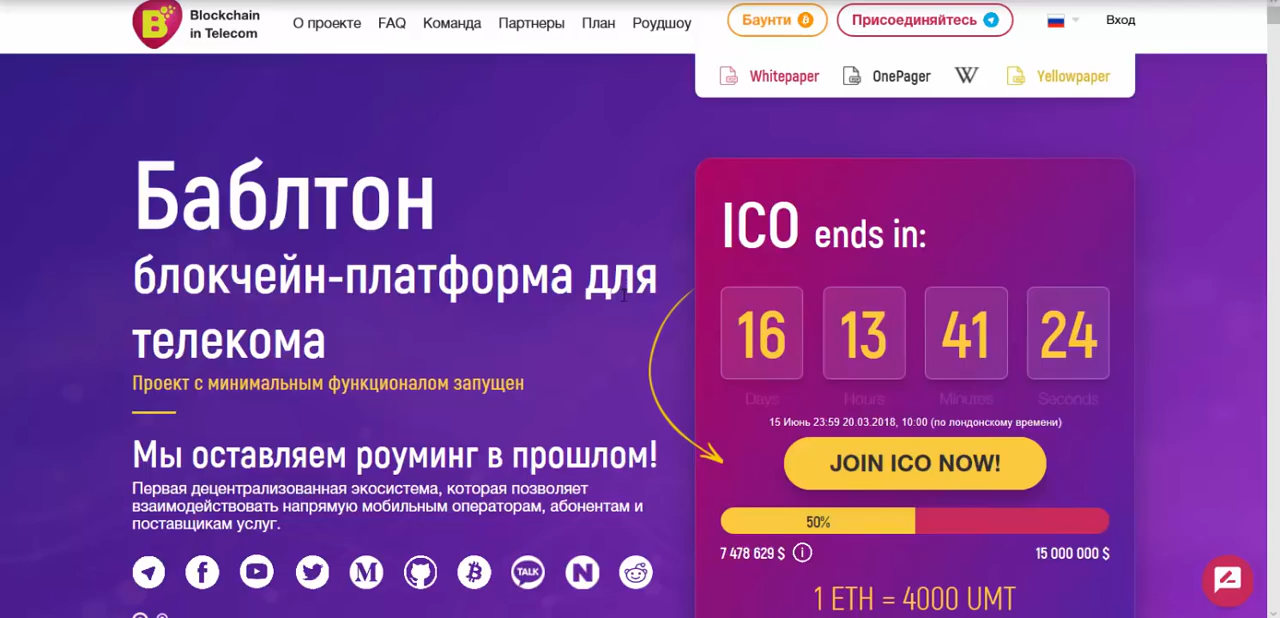 Blockchain
in Telecom
О проекте FAQ Команда Партнеры План Роудшоу
Баунти
Присоединяйтесь
Вход
Whitepaper OnePager W Yellowpaper
Баблтон
блокчейн-платформа для
телекома
Проект с минимальным функционалом запущен
Мы оставляем роуминг в прошлом!
Первая децентрализованная экосистема, которая позволяет
взаимодействовать напрямую мобильным операторам, абонентам и
поставщикам услуг.
TALK
ICO ends in:
16 13 41 24
Days Hours Minutes Seconds
15 Июнь 23:59 20.03.2018, 10:00 (по лондонскому времени)
JOIN ICO NOW!
50%
7 478 629 $ 15 000 000 $
1 ETH = 4000 UMT